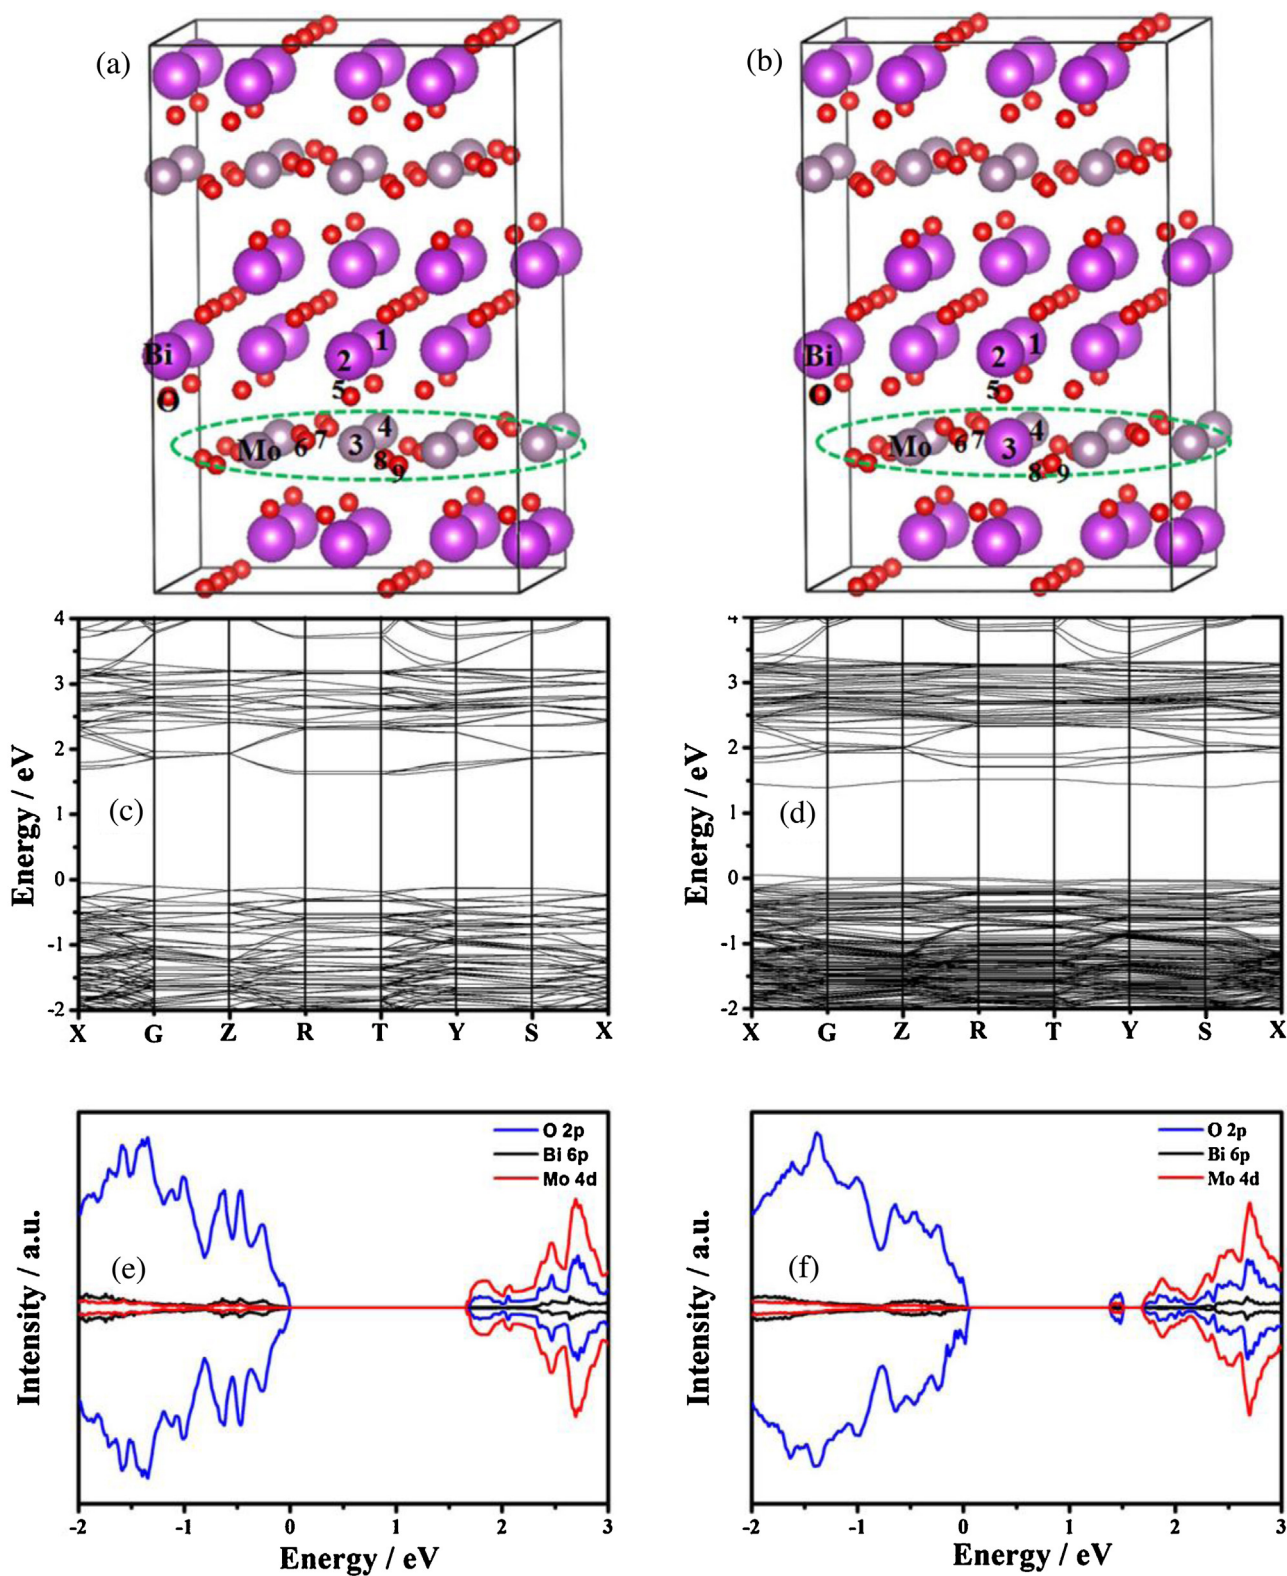 (a)
Bi
O
1
2
5
Mo
6
7
3
4
8
9
(b)
Bi
O
1
2
5
Mo
6
7
3
4
8
9
Energy / eV
4
3
2
1
0
-1
-2
(c)
X G Z R T Y S X
Energy / eV
4
3
2
1
0
-1
-2
(d)
X G Z R T Y S X
Intensity / a.u.
(e)
O 2p
Bi 6p
Mo 4d
-2 -1 0 1 2 3
Energy / eV
Intensity / a.u.
(f)
O 2p
Bi 6p
Mo 4d
-2 -1 0 1 2 3
Energy / eV